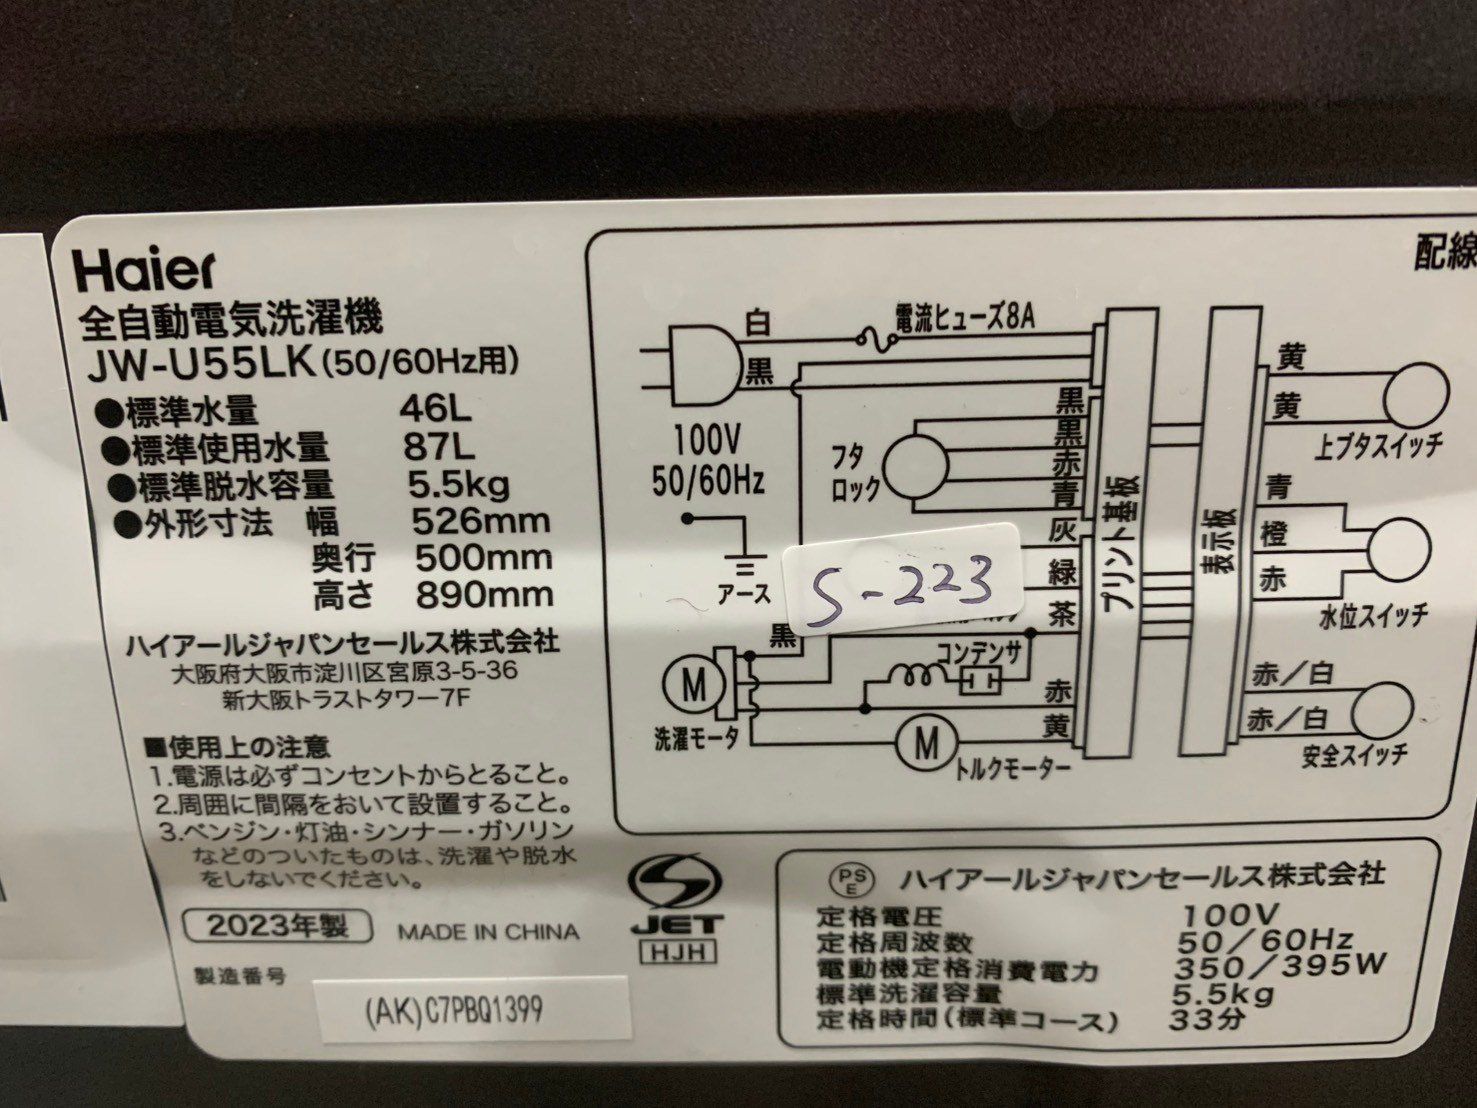 Haier
全自動電気洗濯機
JW-U55LK(50/60Hz用)
●標準水量 46L
●標準使用水量 87L
●標準脱水容量 5.5kg
●外形寸法 幅 526mm
奥行 500mm
高さ 890mm
ハイアールジャパンセールス株式会社
大阪府大阪市淀川区宮原3-5-36
新大阪トラストタワー7F
■使用上の注意
1.電源は必ずコンセントからとること。
2.周囲に間隔をおいて設置すること。
3.ベンジン・灯油・シンナー・ガソリン
などのついたものは、洗濯や脱水
をしないでください。
2023年製 MADE IN CHINA
製造番号
(AK)C7PBQ1399
JET
HJH
配線
白
電流ヒューズ8A
黒
100V
50/60Hz
アース
フタ
ロック
黒
黒
赤
青
灰
緑
茶
S-223
黒
コンデンサ
赤
黄
M
洗濯モータ
M
トルクモーター
プリント基板
表示板
黄
黄
上ブタスイッチ
青
橙
赤
水位スイッチ
赤/白
赤/白
安全スイッチ
PS
E
ハイアールジャパンセールス株式会社
定格電圧 100V
定格周波数 50/60Hz
電動機定格消費電力 350/395W
標準洗濯容量 5.5kg
定格時間(標準コース) 33分